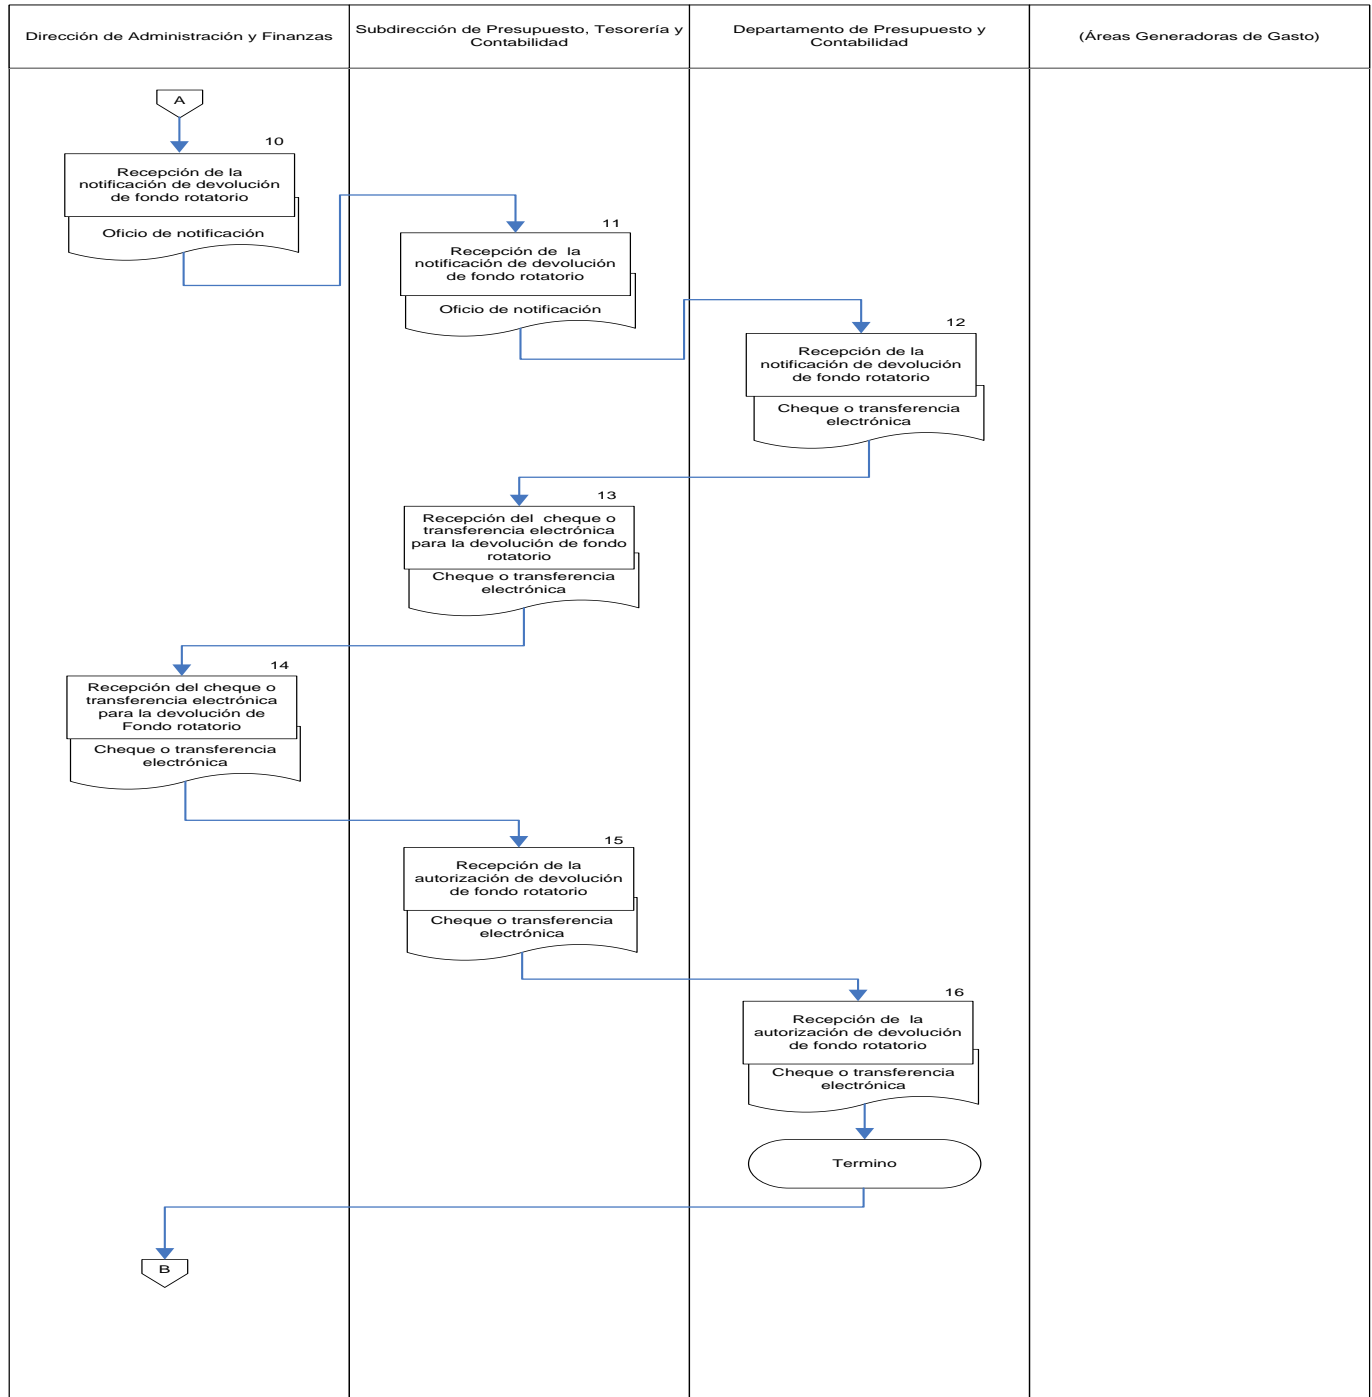 Dirección de Administración y Finanzas
Subdirección de Presupuesto, Tesorería y
Contabilidad
Departamento de Presupuesto y
Contabilidad
(Áreas Generadoras de Gasto)
A
10
Recepción de la
notificación de devolución
de fondo rotatorio
Oficio de notificación
11
Recepción de la
notificación de devolución
de fondo rotatorio
Oficio de notificación
12
Recepción de la
notificación de devolución
de fondo rotatorio
Cheque o transferencia
electrónica
13
Recepción del cheque o
transferencia electrónica
para la devolución de fondo
rotatorio
Cheque o transferencia
electrónica
14
Recepción del cheque o
transferencia electrónica
para la devolución de
Fondo rotatorio
Cheque o transferencia
electrónica
15
Recepción de la
autorización de devolución
de fondo rotatorio
Cheque o transferencia
electrónica
16
Recepción de la
autorización de devolución
de fondo rotatorio
Cheque o transferencia
electrónica
Termino
B